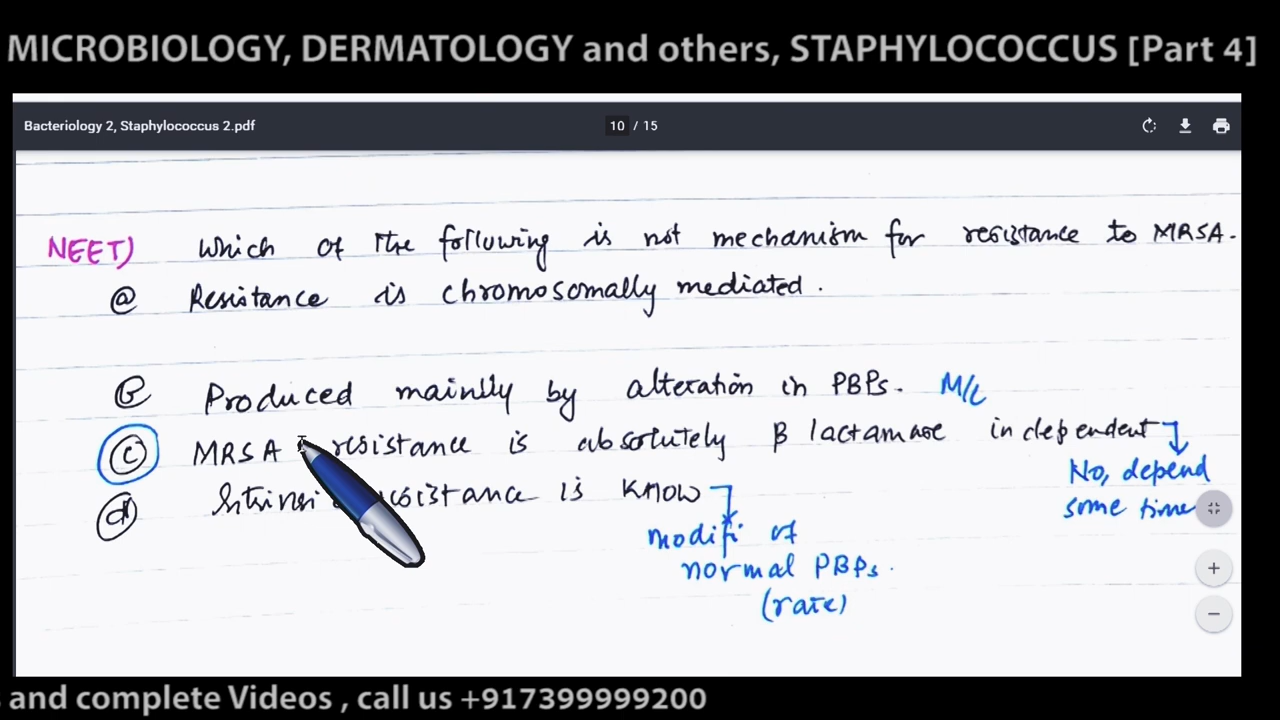 MICROBIOLOGY, DERMATOLOGY and others, STAPHYLOCOCCUS [Part 4]
Bacteriology 2, Staphylococcus 2.pdf 10 / 15
NEET) Which of the following is not mechanism for resistance to MRSA.
@ Resistance is chromosomally mediated.
Produced mainly by alteration in PBPs. M/C
(C) MRSA resistance is absolutely β lactamase independent
No, depend
some time
(d) resistance is KNOW
modifi of
normal PBPs.
(rare)
s and complete Videos , call us +917399999200